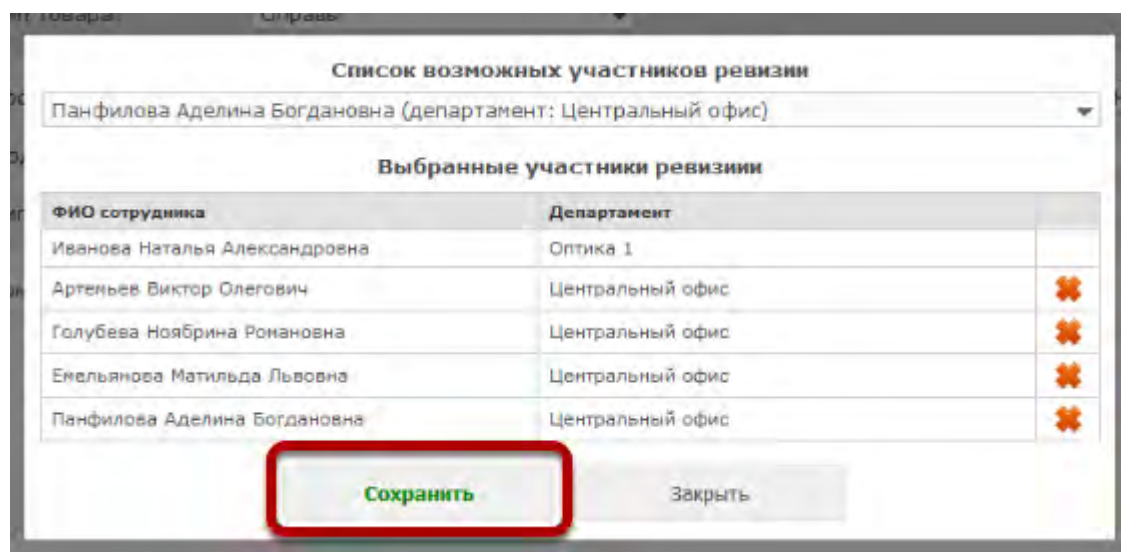 Товара:
Список возможных участников ревизии
Панфилова Аделина Богдановна (департамент: Центральный офис)
Выбранные участники ревизиии
ФИО сотрудника Департамент
Иванова Наталья Александровна Оптика 1
Артемьев Виктор Олегович Центральный офис
Голубева Ноябрина Романовна Центральный офис
Емельянова Матильда Львовна Центральный офис
Панфилова Аделина Богдановна Центральный офис
Сохранить Закрыть